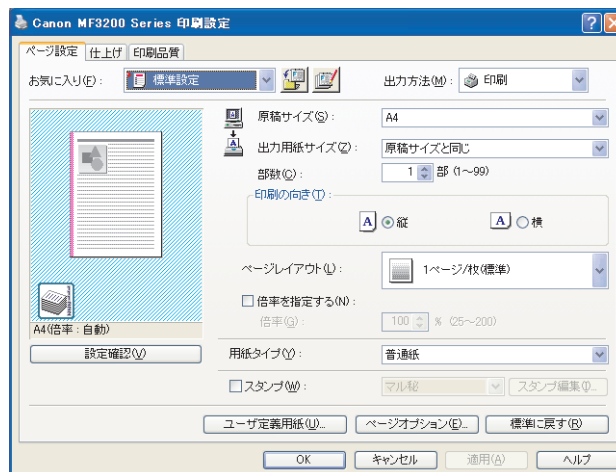 Canon MF3200 Series 印刷設定
ページ設定 仕上げ 印刷品質
お気に入り(F): 標準設定 出力方法(M): 印刷
原稿サイズ(S): A4
出力用紙サイズ(Z): 原稿サイズと同じ
部数(C): 1 部 (1～99)
印刷の向き(T):
A 縦 A 横
ページレイアウト(L): 1ページ/枚(標準)
倍率を指定する(N):
倍率(G): 100 % (25～200)
A4(倍率:自動)
設定確認(V)
用紙タイプ(Y): 普通紙
スタンプ(W): マル秘 スタンプ編集(I)...
ユーザ定義用紙(U)... ページオプション(E)... 標準に戻す(R)
OK キャンセル 適用(A) ヘルプ